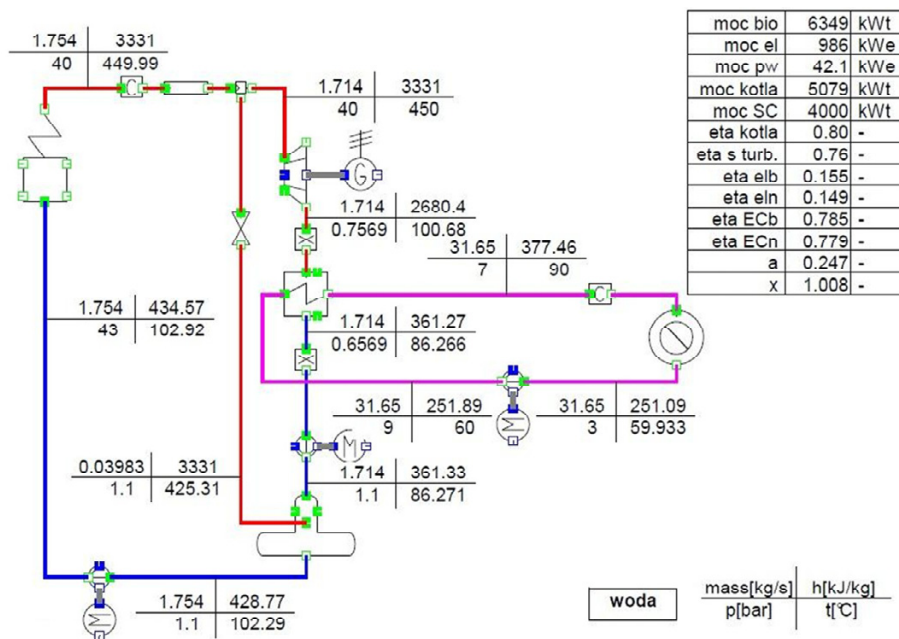 1.754 3331
40 449.99
1.714 3331
40 450
moc bio 6349 kWt
moc el 986 kWe
moc pw 42.1 kWe
moc kotla 5079 kWt
moc SC 4000 kWt
eta kotla 0.80 -
eta s turb. 0.76 -
eta elb 0.155 -
eta eln 0.149 -
eta ECb 0.785 -
eta ECn 0.779 -
a 0.247 -
x 1.008 -
C
G
1.714 2680.4
0.7569 100.68
31.65 377.46
7 90
C
1.754 434.57
43 102.92
1.714 361.27
0.6569 86.266
31.65 251.89
9 60
31.65 251.09
3 59.933
M
M
0.03983 3331
1.1 425.31
1.714 361.33
1.1 86.271
1.754 428.77
1.1 102.29
M
woda
mass[kg/s] h[kJ/kg]
p[bar] t[°C]